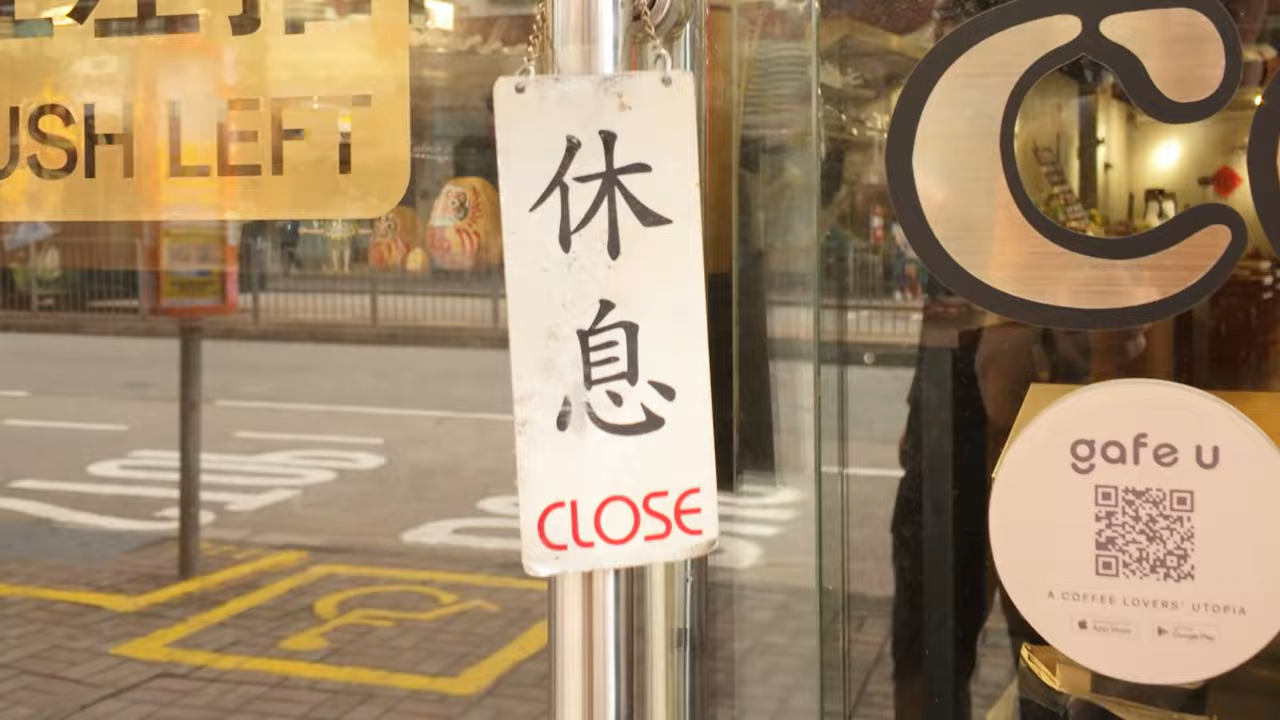 USH LEFT
休
息
CLOSE
gafe U
A COFFEE LOVERS' UTOPIA
App Store
Google Play